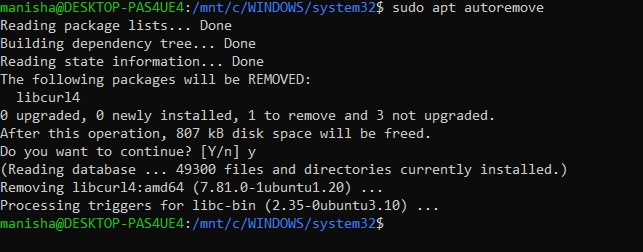 manisha@DESKTOP-PAS4UE4:/mnt/c/WINDOWS/system32$ sudo apt autoremove
Reading package lists... Done
Building dependency tree... Done
Reading state information... Done
The following packages will be REMOVED:
  libcurl4
0 upgraded, 0 newly installed, 1 to remove and 3 not upgraded.
After this operation, 807 kB disk space will be freed.
Do you want to continue? [Y/n] y
(Reading database ... 49300 files and directories currently installed.)
Removing libcurl4:amd64 (7.81.0-1ubuntu1.20) ...
Processing triggers for libc-bin (2.35-0ubuntu3.10) ...
manisha@DESKTOP-PAS4UE4:/mnt/c/WINDOWS/system32$